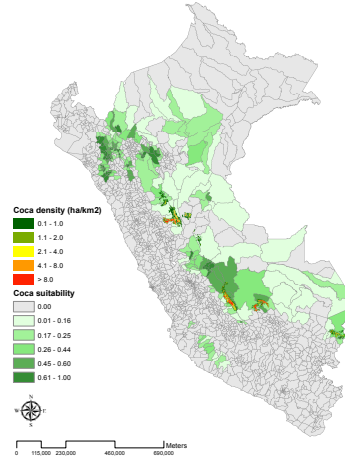 Coca density (ha/km2)
0.1 - 1.0
1.1 - 2.0
2.1 - 4.0
4.1 - 8.0
> 8.0
Coca suitability
0.00
0.01 - 0.16
0.17 - 0.25
0.26 - 0.44
0.45 - 0.60
0.61 - 1.00
N
W E
S
Meters
0 115,000 230,000 460,000 690,000